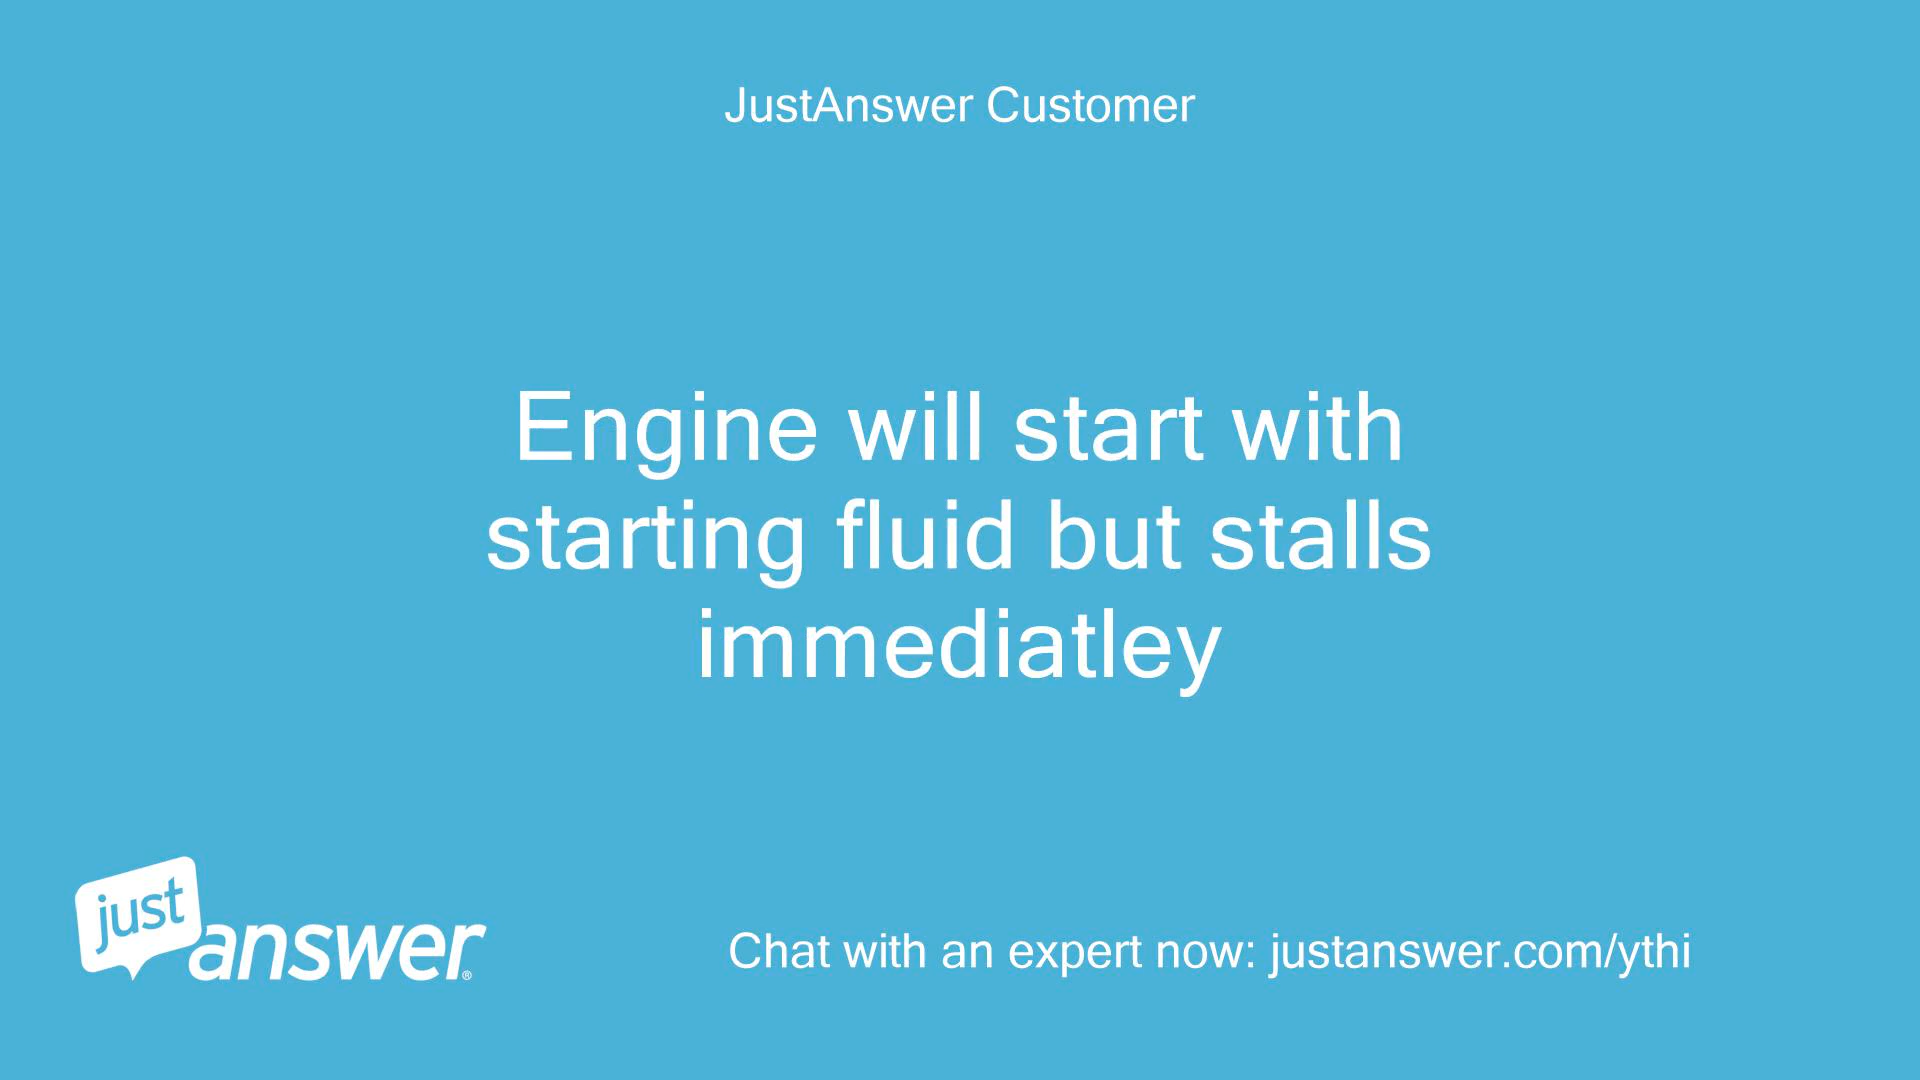 JustAnswer Customer
Engine will start with
starting fluid but stalls
immediatley
just
answer®
Chat with an expert now: justanswer.com/ythi